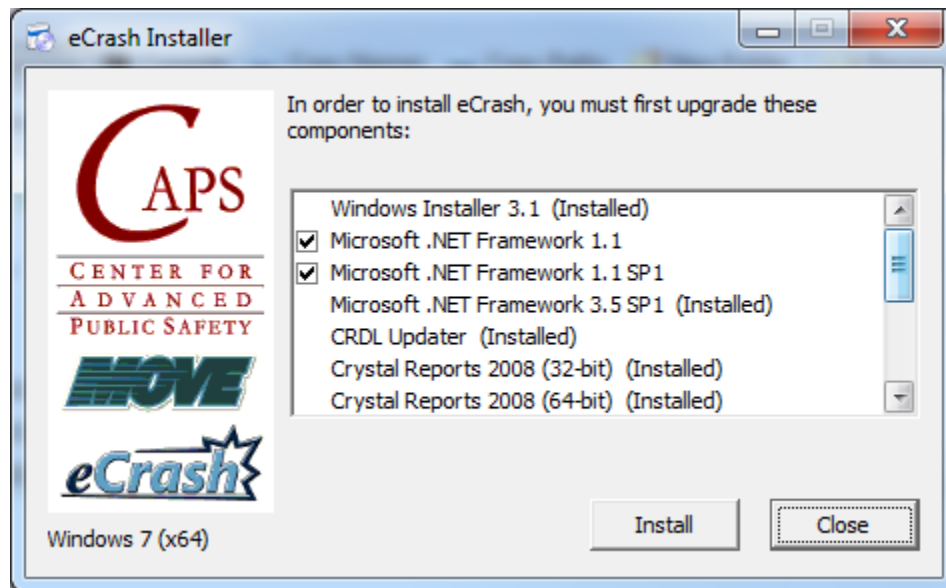 eCrash Installer
In order to install eCrash, you must first upgrade these
components:
CAPS
CENTER FOR
ADVANCED
PUBLIC SAFETY
MOVE
eCrash
Windows 7 (x64)
Windows Installer 3.1 (Installed)
Microsoft .NET Framework 1.1
Microsoft .NET Framework 1.1 SP1
Microsoft .NET Framework 3.5 SP1 (Installed)
CRDL Updater (Installed)
Crystal Reports 2008 (32-bit) (Installed)
Crystal Reports 2008 (64-bit) (Installed)
Install
Close